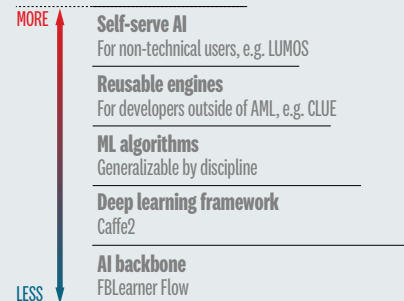 MORE
Self-serve AI
For non-technical users, e.g. LUMOS
Reusable engines
For developers outside of AML, e.g. CLUE
ML algorithms
Generalizable by discipline
Deep learning framework
Caffe2
AI backbone
FBLearner Flow
LESS